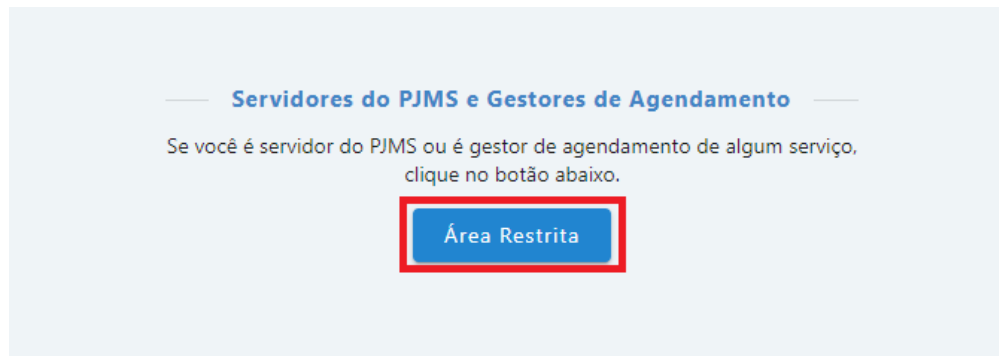 Servidores do PJMS e Gestores de Agendamento
Se você é servidor do PJMS ou é gestor de agendamento de algum serviço,
clique no botão abaixo.
Área Restrita